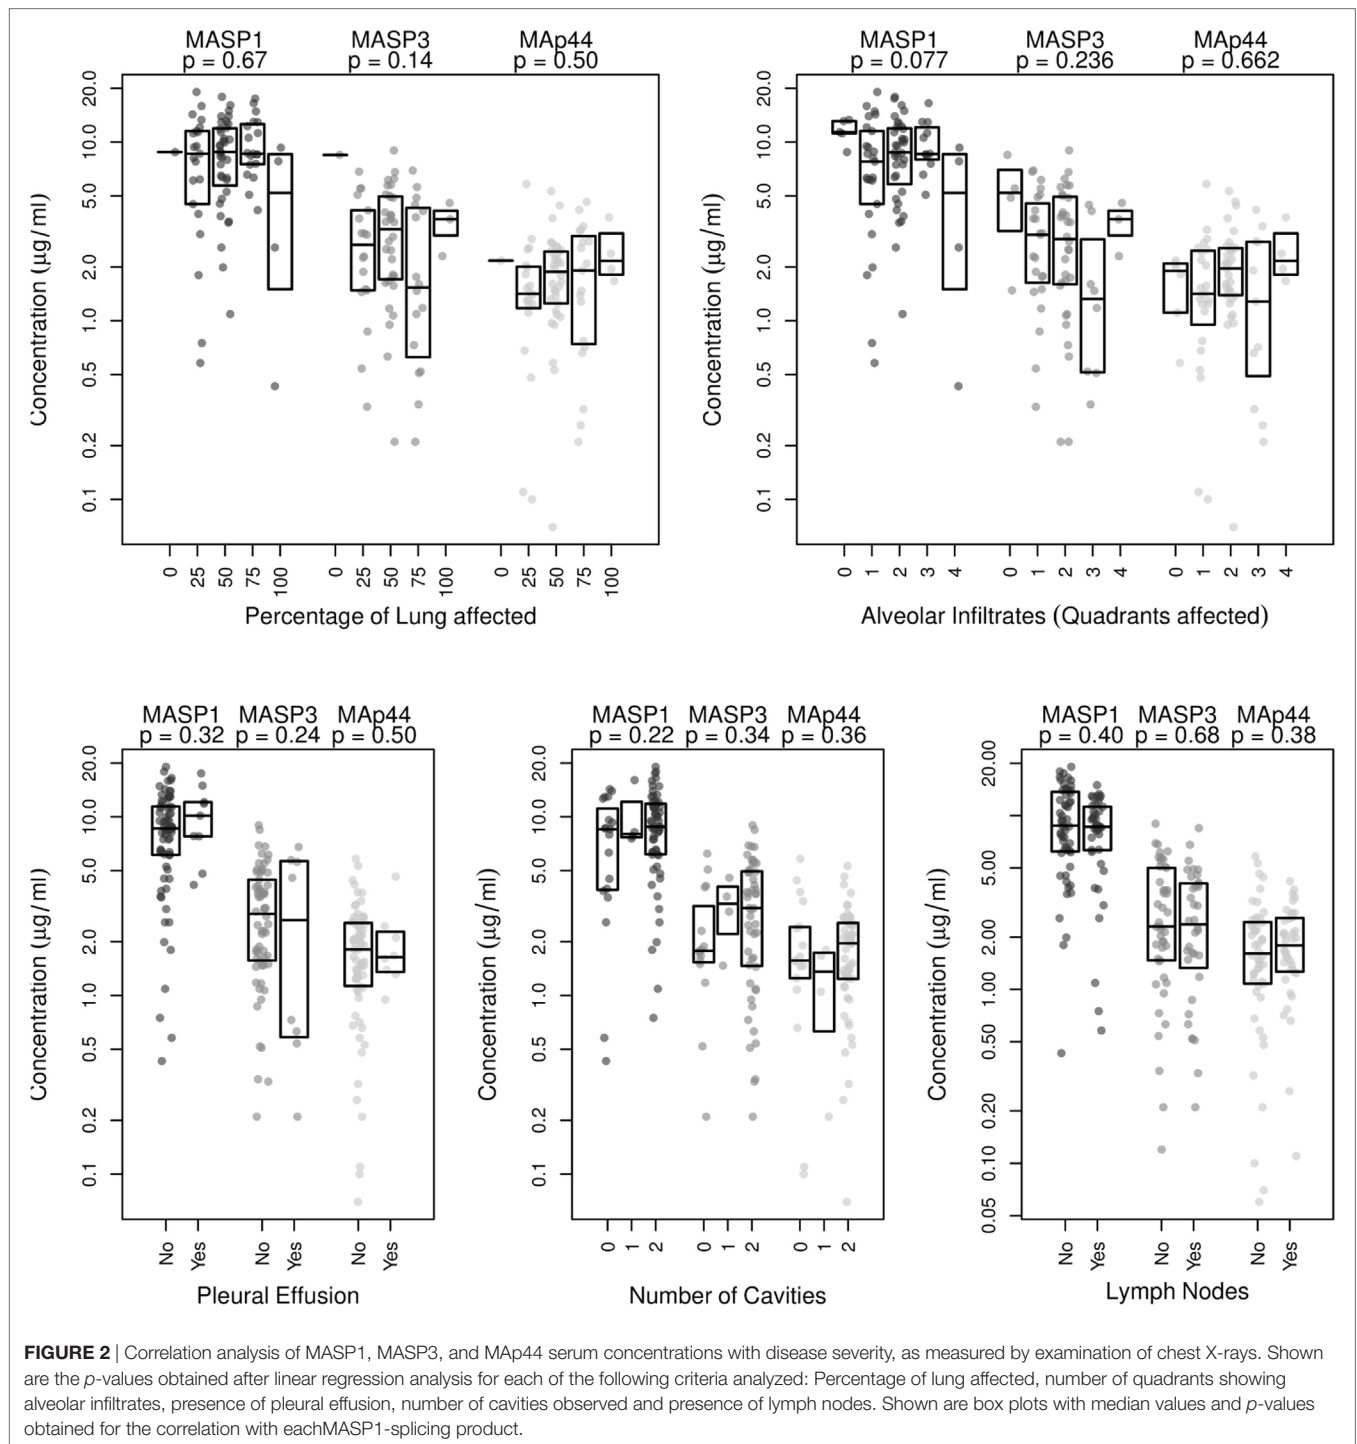 MASP1 MASP3 MAp44
p = 0.67 p = 0.14 p = 0.50
Concentration (µg/ml)
20.0
10.0
5.0
2.0
1.0
0.5
0.2
0.1
0 25 50 75 100 0 25 50 75 100 0 25 50 75 100
Percentage of Lung affected
MASP1 MASP3 MAp44
p = 0.077 p = 0.236 p = 0.662
Concentration (µg/ml)
20.0
10.0
5.0
2.0
1.0
0.5
0.2
0.1
0 1 2 3 4 0 1 2 3 4 0 1 2 3 4
Alveolar Infiltrates (Quadrants affected)
MASP1 MASP3 MAp44
p = 0.32 p = 0.24 p = 0.50
Concentration (µg/ml)
20.0
10.0
5.0
2.0
1.0
0.5
0.2
0.1
No Yes No Yes No Yes
Pleural Effusion
MASP1 MASP3 MAp44
p = 0.22 p = 0.34 p = 0.36
Concentration (µg/ml)
20.0
10.0
5.0
2.0
1.0
0.5
0.2
0.1
0 1 2 0 1 2 0 1 2
Number of Cavities
MASP1 MASP3 MAp44
p = 0.40 p = 0.68 p = 0.38
Concentration (µg/ml)
20.00
5.00
2.00
1.00
0.50
0.20
0.10
0.05
No Yes No Yes No Yes
Lymph Nodes
FIGURE 2 | Correlation analysis of MASP1, MASP3, and MAp44 serum concentrations with disease severity, as measured by examination of chest X-rays. Shown
are the p-values obtained after linear regression analysis for each of the following criteria analyzed: Percentage of lung affected, number of quadrants showing
alveolar infiltrates, presence of pleural effusion, number of cavities observed and presence of lymph nodes. Shown are box plots with median values and p-values
obtained for the correlation with eachMASP1-splicing product.